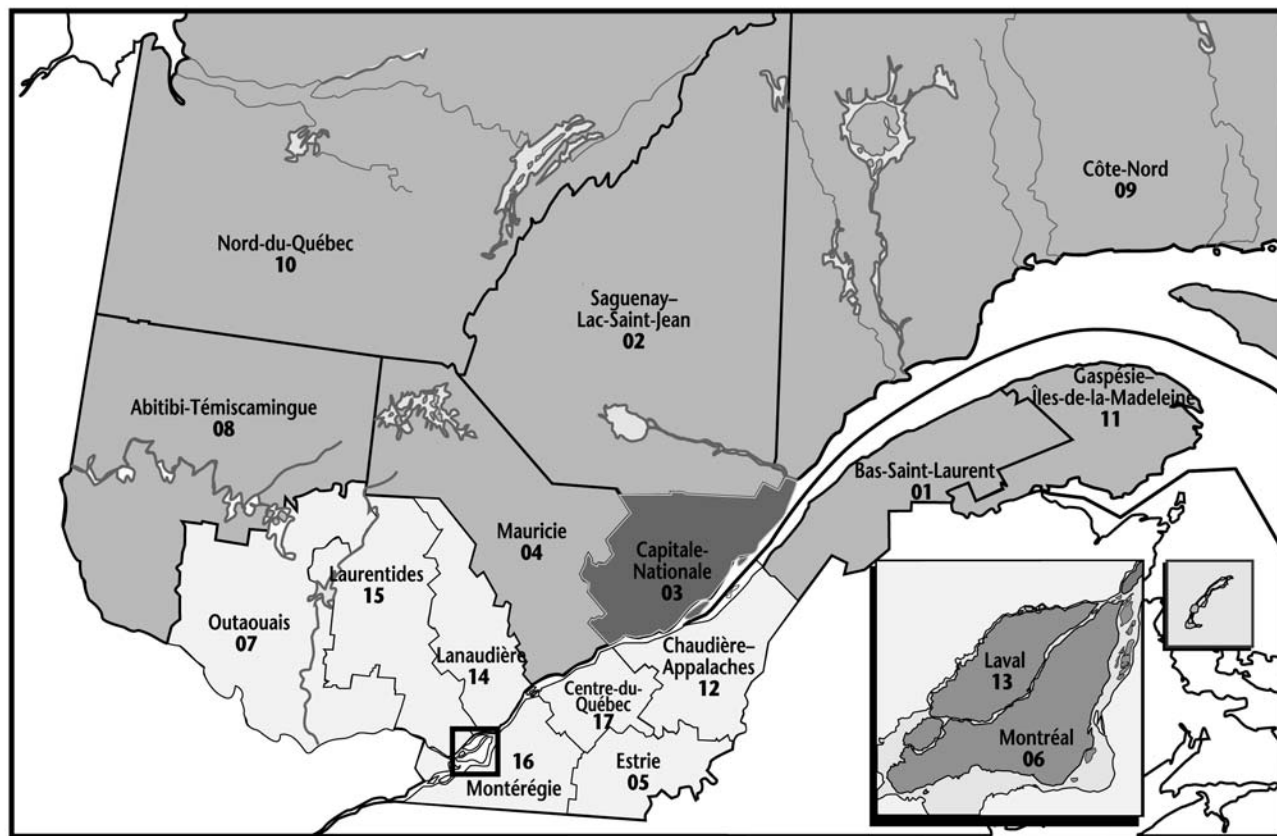 Côte-Nord
09
Nord-du-Québec
10
Saguenay–
Lac-Saint-Jean
02
Gaspésie–
Îles-de-la-Madeleine
11
Abitibi-Témiscamingue
08
Bas-Saint-Laurent
01
Mauricie
04
Capitale-
Nationale
03
Laurentides
15
Outaouais
07
Lanaudière
14
Chaudière–
Appalaches
12
Centre-du-
Québec
17
Laval
13
Montréal
06
16
Montérégie
Estrie
05